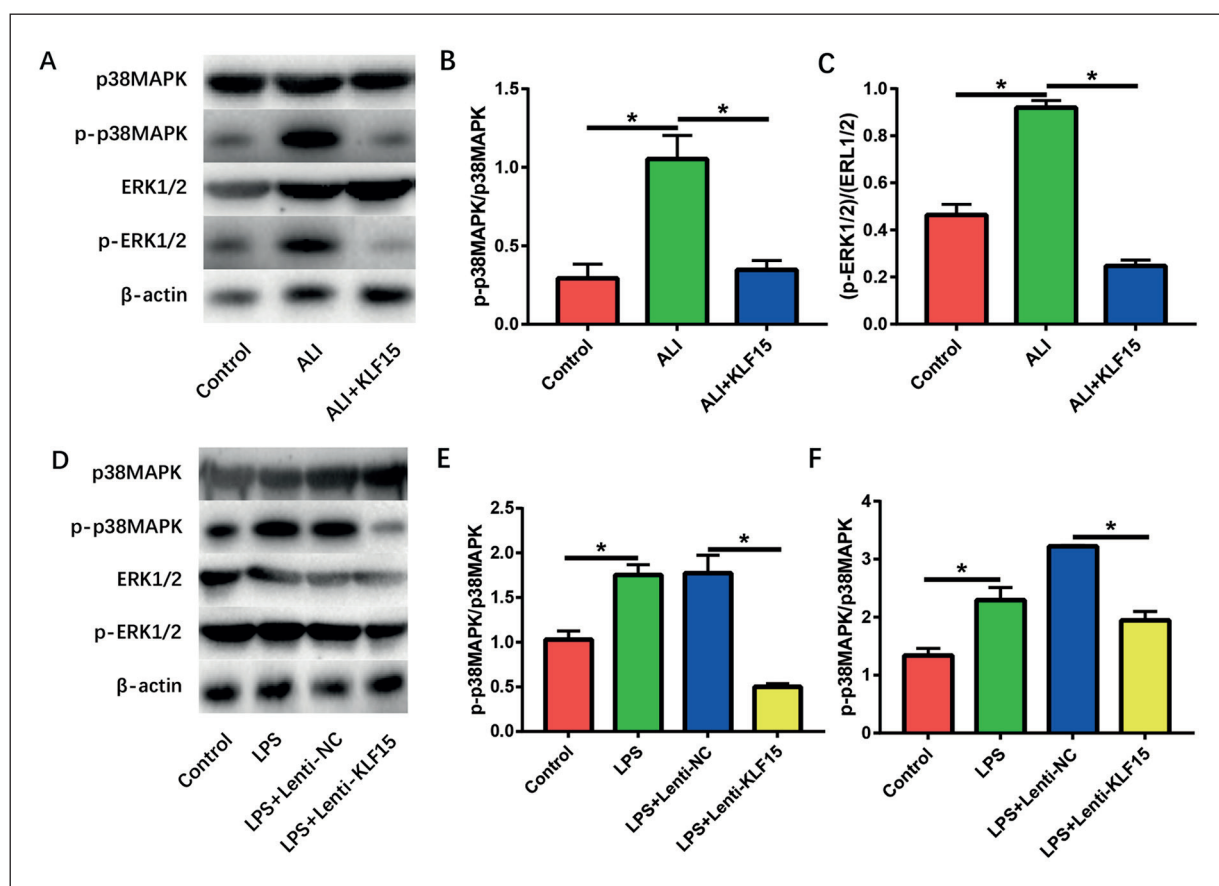 A
p38MAPK
p-p38MAPK
ERK1/2
p-ERK1/2
β-actin
Control
ALI
ALI+KLF15
B
p-p38MAPK/p38MAPK
1.5
1.0
0.5
0.0
*
*
Control
ALI
ALI+KLF15
C
(p-ERK1/2)/(ERL1/2)
1.0
0.8
0.6
0.4
0.2
0.0
*
*
Control
ALI
ALI+KLF15
D
p38MAPK
p-p38MAPK
ERK1/2
p-ERK1/2
β-actin
Control
LPS
LPS+Lenti-NC
LPS+Lenti-KLF15
E
p-p38MAPK/p38MAPK
2.5
2.0
1.5
1.0
0.5
0.0
*
*
Control
LPS
LPS+Lenti-NC
LPS+Lenti-KLF15
F
p-p38MAPK/p38MAPK
4
3
2
1
0
*
*
Control
LPS
LPS+Lenti-NC
LPS+Lenti-KLF15